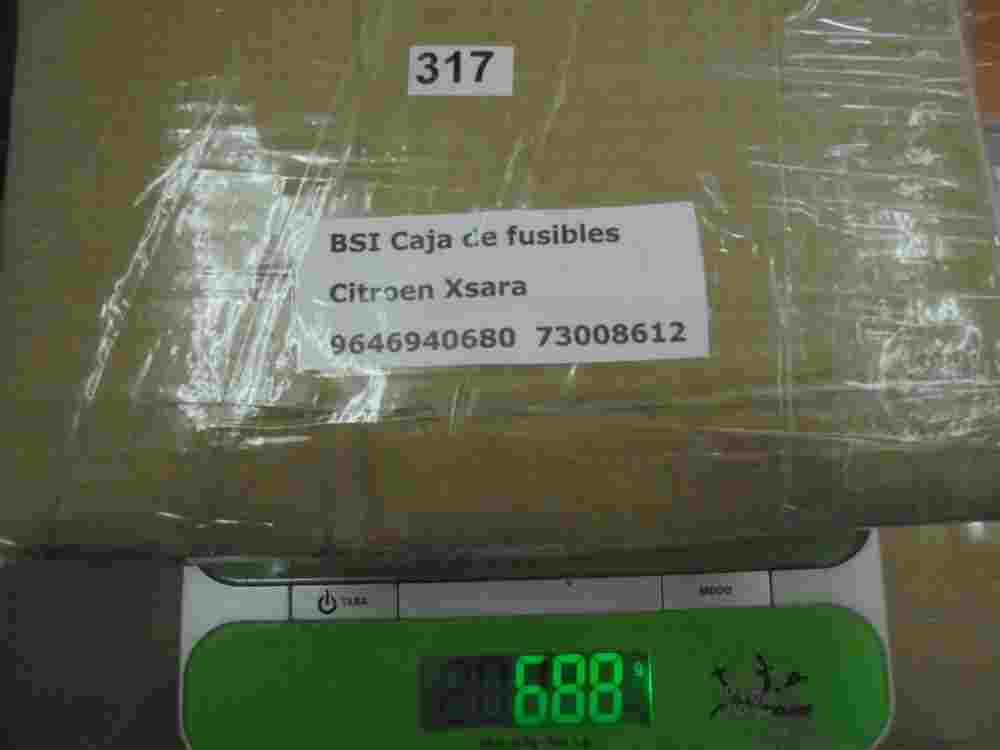 317
BSI Caja de fusibles
Citroen Xsara
9646940680 73008612
TARA
MODO
688 g